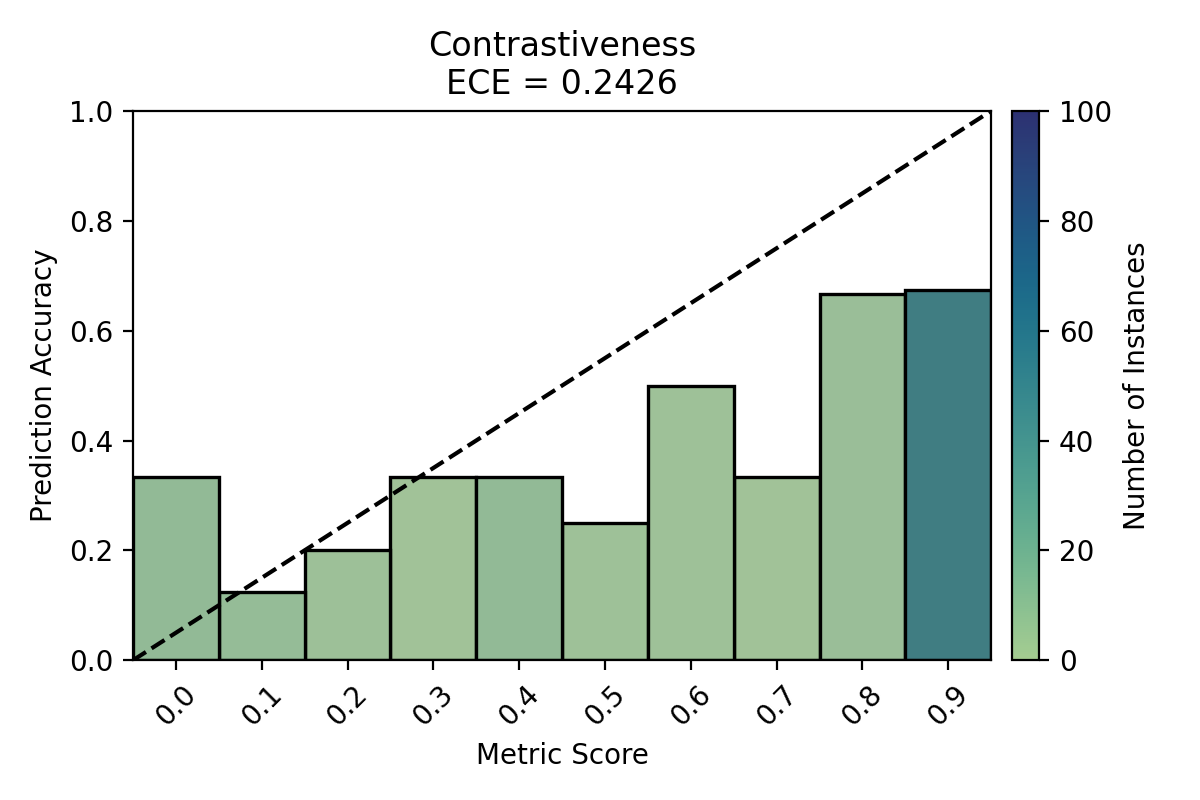 Contrastiveness
ECE = 0.2426
1.0
0.8
0.6
0.4
0.2
0.0
Prediction Accuracy
0.0 0.1 0.2 0.3 0.4 0.5 0.6 0.7 0.8 0.9
Metric Score
100
80
60
40
20
0
Number of Instances